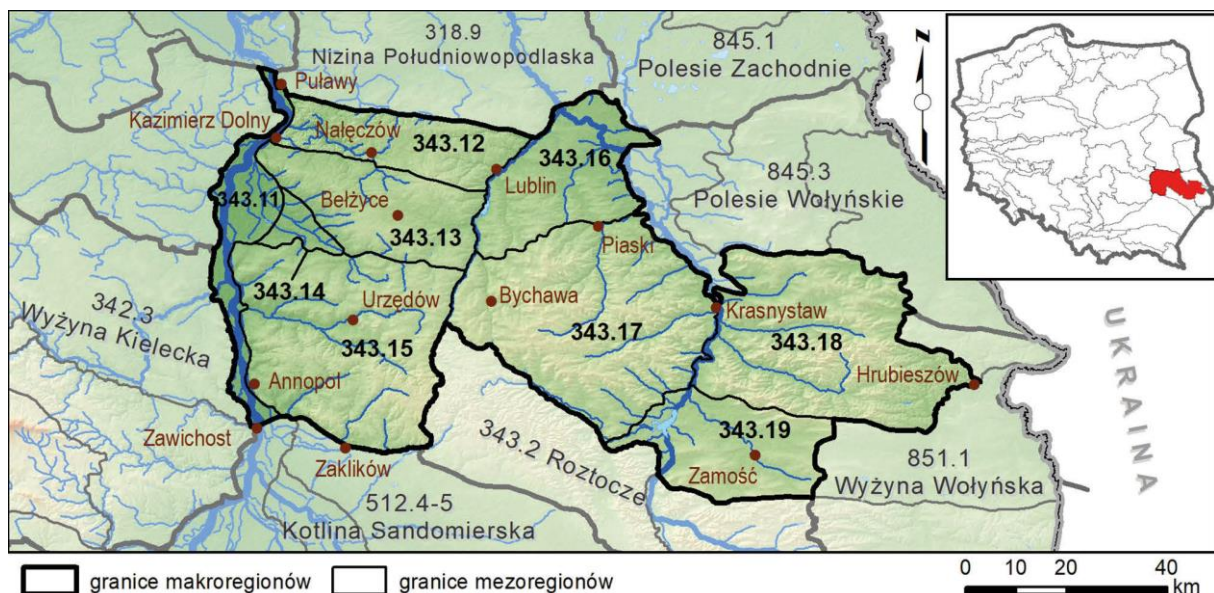 318.9
Nizina Południowopodlaska
845.1
Polesie Zachodnie
N
Puławy
Kazimierz Dolny
Nałęczów
343.12
343.16
Lublin
845.3
Polesie Wołyńskie
343.11
Bełżyce
343.13
Piaski
343.14
Urzędów
Bychawa
Krasnystaw
342.3
Wyżyna Kielecka
343.15
343.17
343.18
Hrubieszów
Annopol
Zawichost
Zaklików
343.2 Roztocze
343.19
Zamość
851.1
Wyżyna Wołyńska
512.4-5
Kotlina Sandomierska
UKRAINA
granice makroregionów
granice mezoregionów
0 10 20 40
km